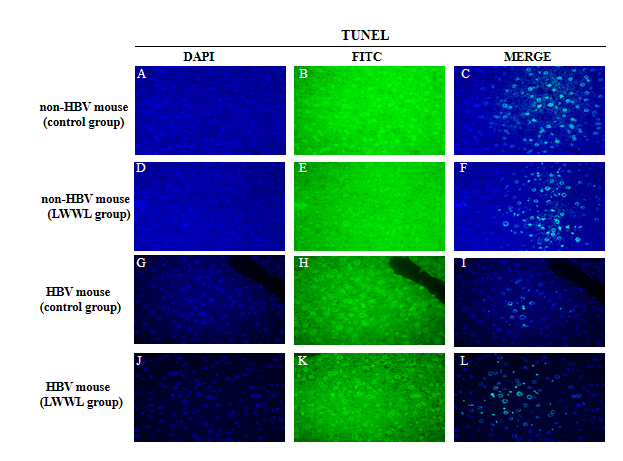 TUNEL
DAPI FITC MERGE
non-HBV mouse
(control group)
A B C
non-HBV mouse
(LWWL group)
D E F
HBV mouse
(control group)
G H I
HBV mouse
(LWWL group)
J K L